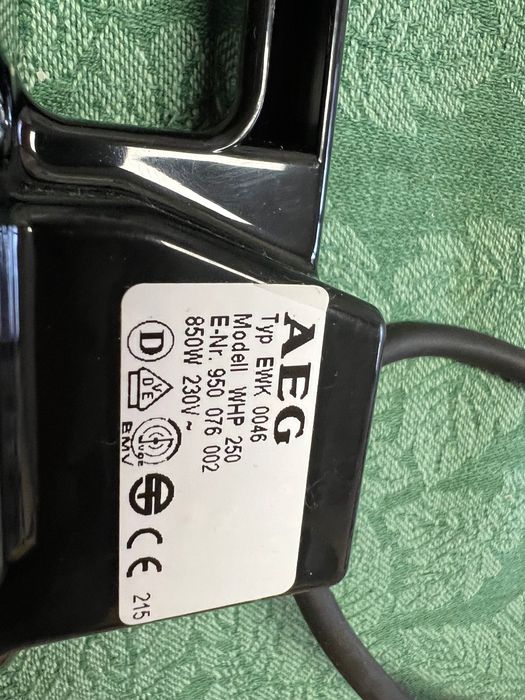 AEG
Typ EWK 0046
Modell WHP 250
E-Nr. 950 076 002
850W 230V~
D VDE EMV S CE 215